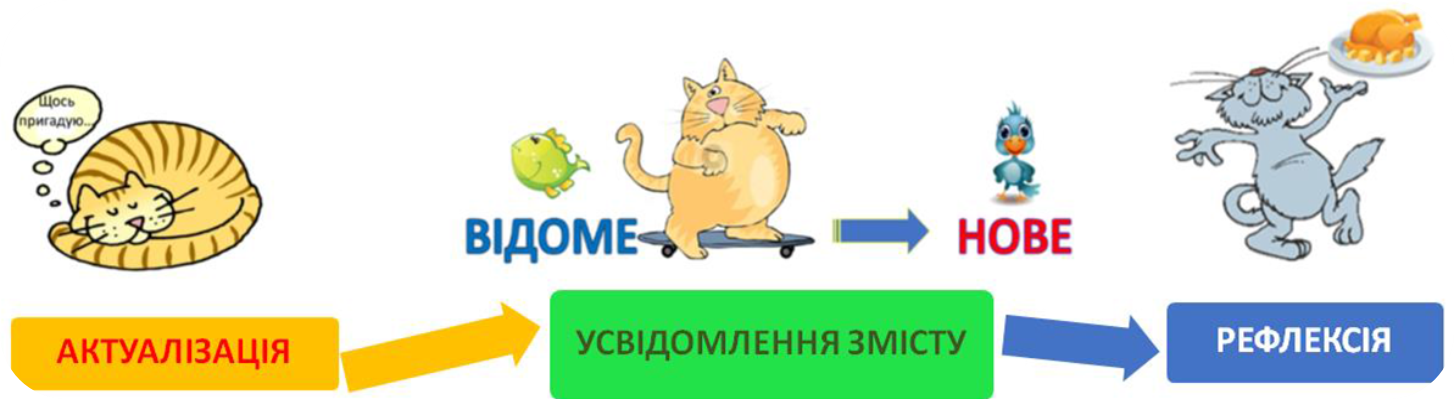 Щось
пригадую...
ВІДОМЕ
НОВЕ
АКТУАЛІЗАЦІЯ
УСВІДОМЛЕННЯ ЗМІСТУ
РЕФЛЕКСІЯ